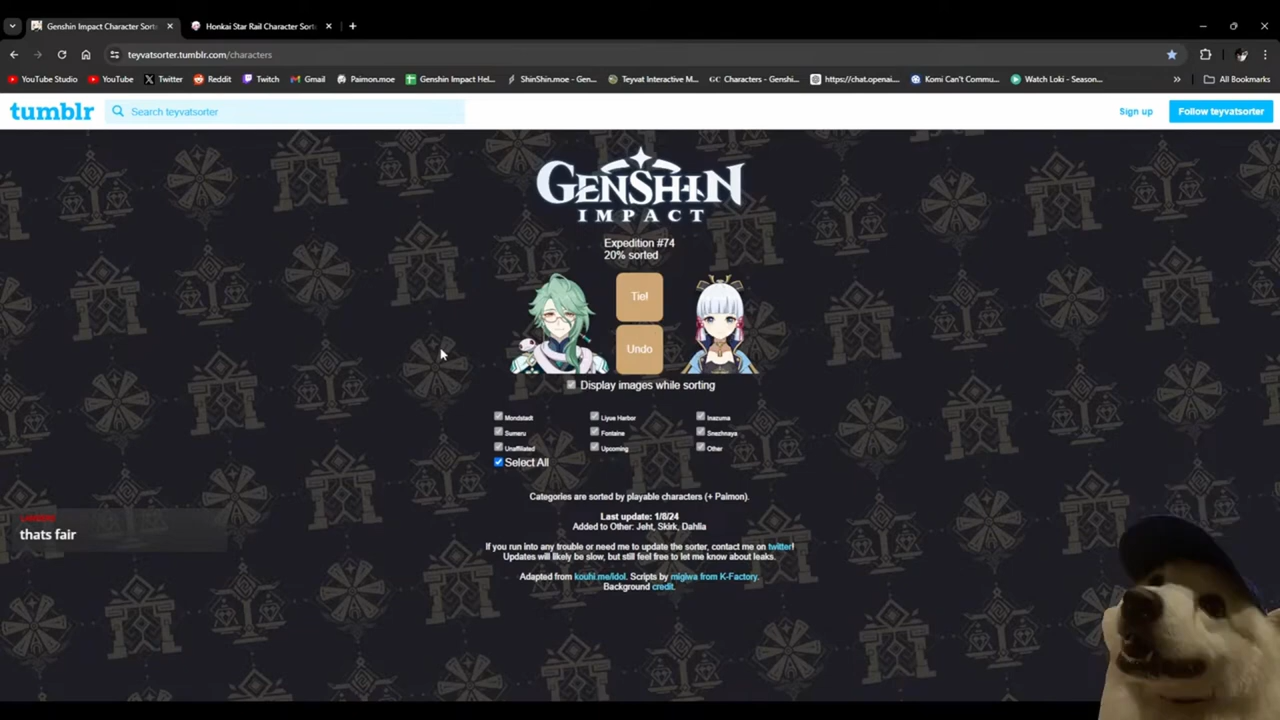 Genshin Impact Character Sort
Honkai Star Rail Character Sort
teyvatsorter.tumblr.com/characters
YouTube Studio
YouTube
Twitter
Reddit
Twitch
Gmail
Paimon.moe
Genshin Impact Hel...
ShinShin.moe - Gen...
Teyvat Interactive M...
GC Characters - Genshi...
https://chat.openai...
Komi Can't Commu...
Watch Loki - Season...
»
All Bookmarks
tumblr
Search teyvatsorter
Sign up
Follow teyvatsorter
GENSHIN
IMPACT
Expedition #74
20% sorted
Tie!
Undo
Display images while sorting
Mondstadt Liyue Harbor Inazuma
Sumeru Fontaine Snezhnaya
Unaffiliated Upcoming Other
Select All
Categories are sorted by playable characters (+ Paimon).
Last update: 1/8/24
Added to Other: Jeht, Skirk, Dahlia
If you run into any trouble or need me to update the sorter, contact me on twitter!
Updates will likely be slow, but still feel free to let me know about leaks.
Adapted from kouhi.me/idol. Scripts by migiwa from K-Factory.
Background credit.
thats fair